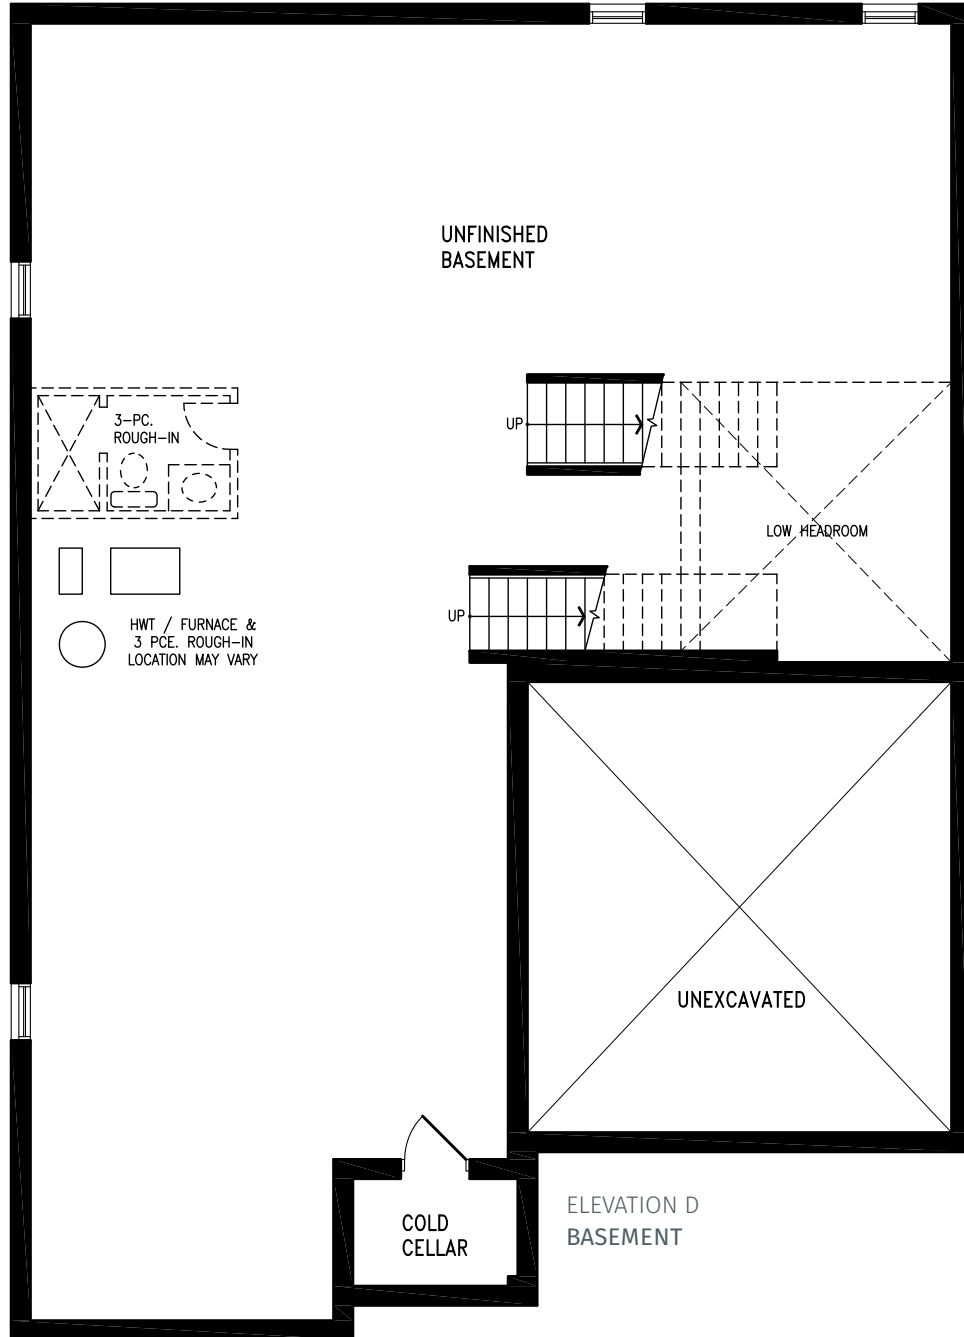 UNFINISHED
BASEMENT
3-PC.
ROUGH-IN
UP
LOW HEADROOM
UP
HWT / FURNACE &
3 PCE. ROUGH-IN
LOCATION MAY VARY
UNEXCAVATED
COLD
CELLAR
ELEVATION D
BASEMENT